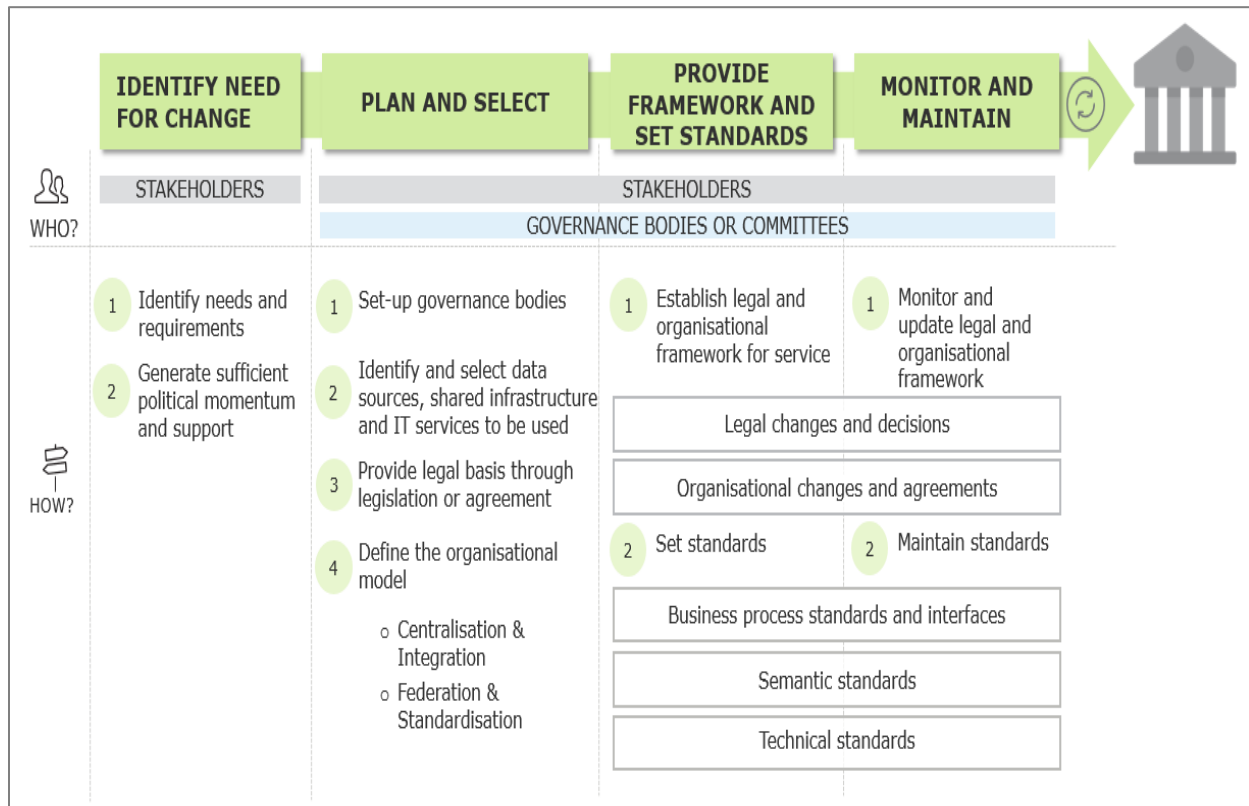 IDENTIFY NEED
FOR CHANGE
PLAN AND SELECT
PROVIDE
FRAMEWORK AND
SET STANDARDS
MONITOR AND
MAINTAIN
WHO?
STAKEHOLDERS
STAKEHOLDERS
GOVERNANCE BODIES OR COMMITTEES
HOW?
1 Identify needs and
requirements
2 Generate sufficient
political momentum
and support
1 Set-up governance bodies
2 Identify and select data
sources, shared infrastructure
and IT services to be used
3 Provide legal basis through
legislation or agreement
4 Define the organisational
model
o Centralisation &
Integration
o Federation &
Standardisation
1 Establish legal and
organisational
framework for service
1 Monitor and
update legal and
organisational
framework
Legal changes and decisions
Organisational changes and agreements
2 Set standards
2 Maintain standards
Business process standards and interfaces
Semantic standards
Technical standards